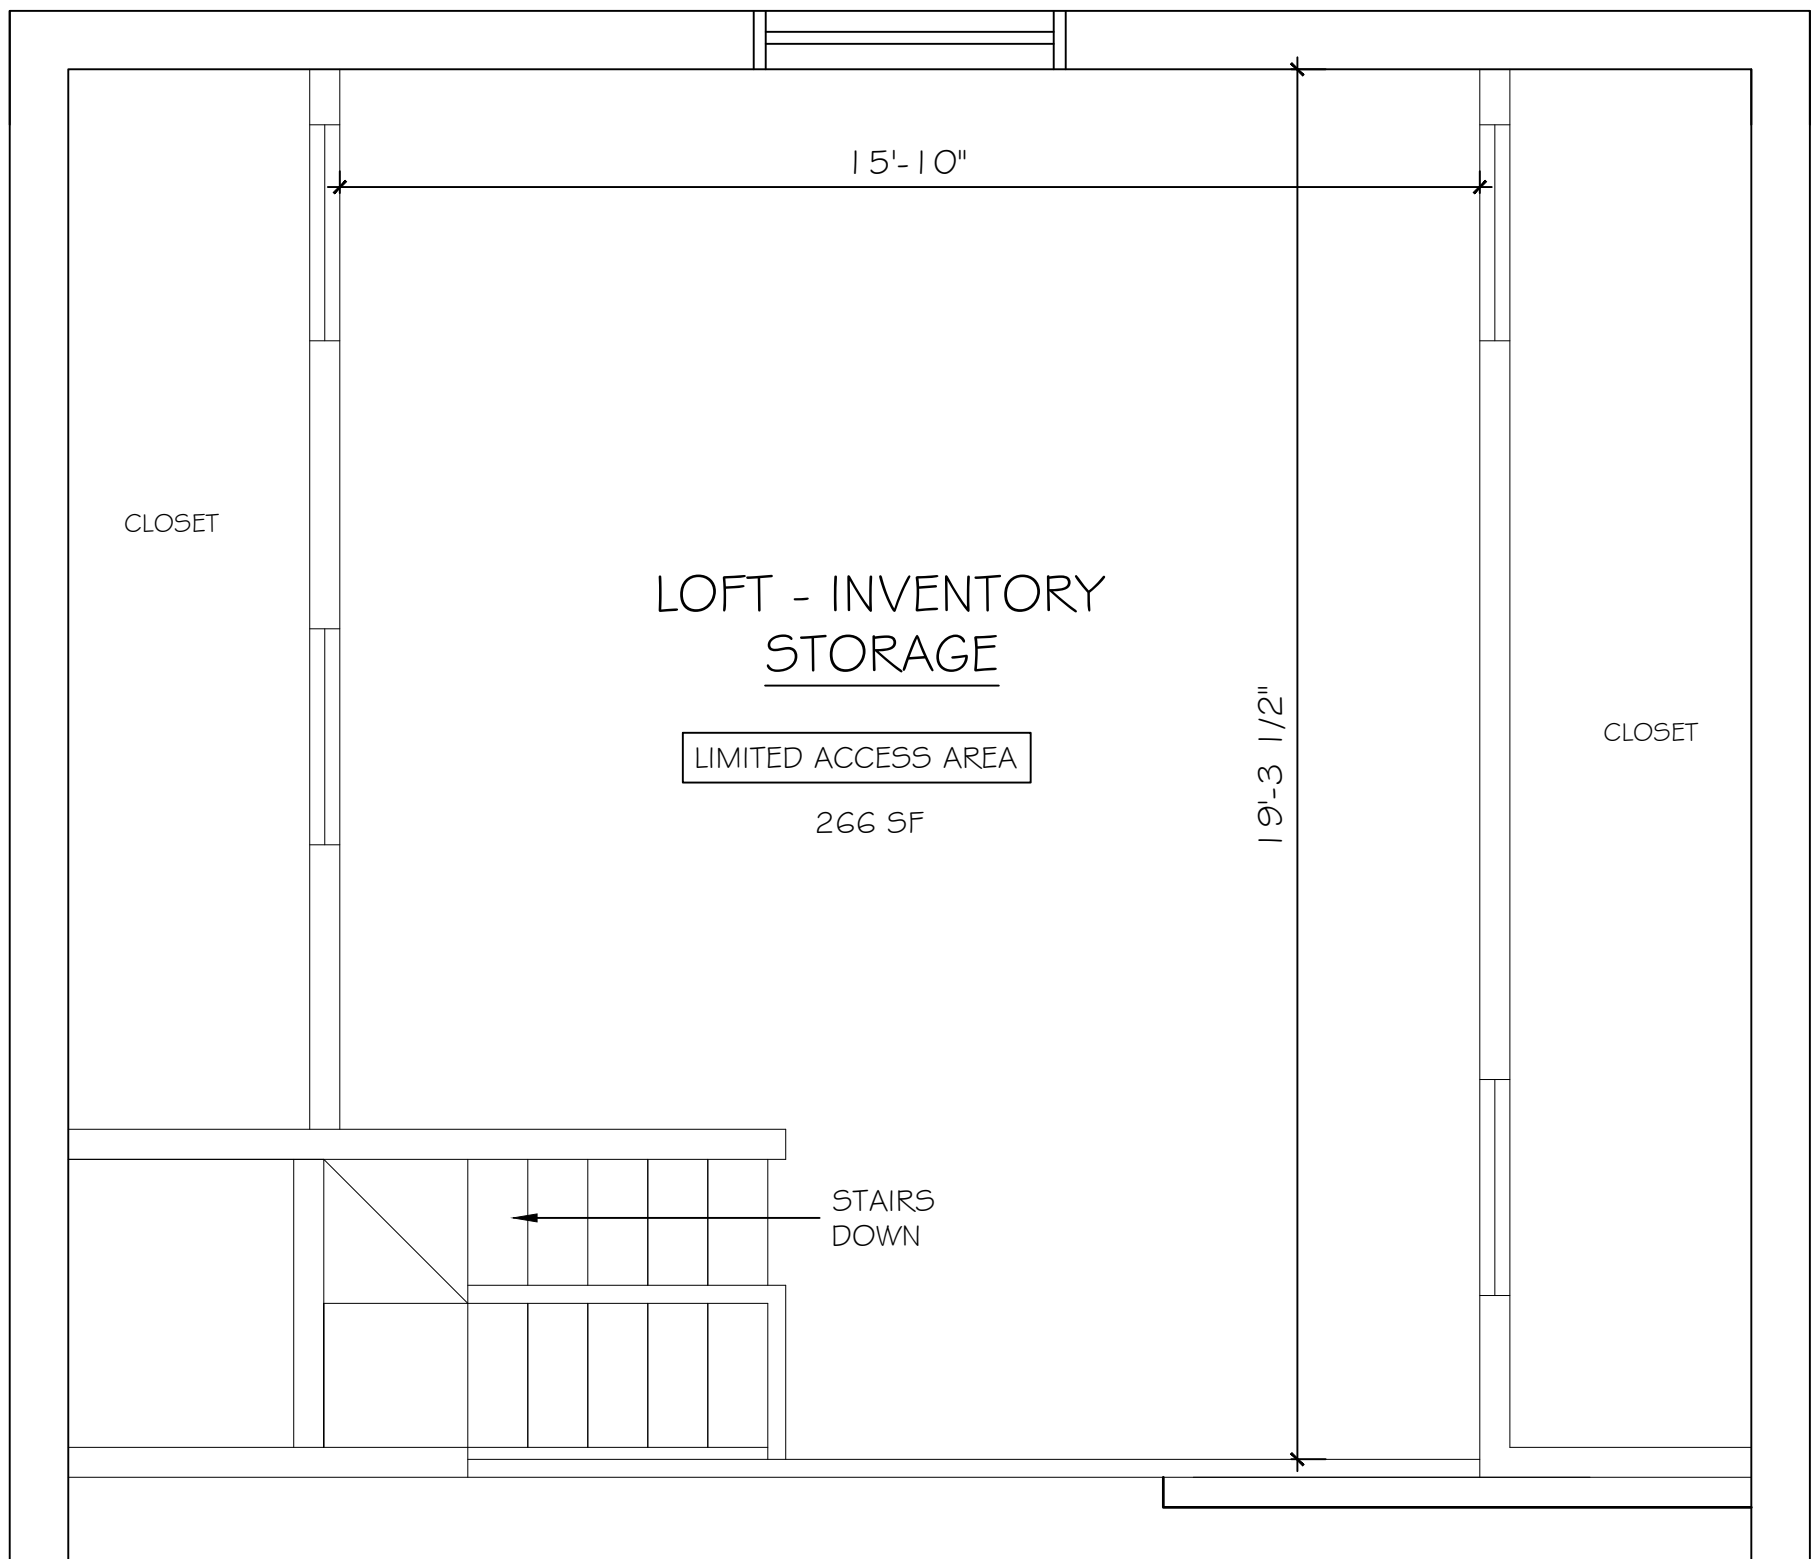 15'-10"
CLOSET
LOFT - INVENTORY
STORAGE
19'-3 1/2"
CLOSET
LIMITED ACCESS AREA
266 SF
STAIRS
DOWN